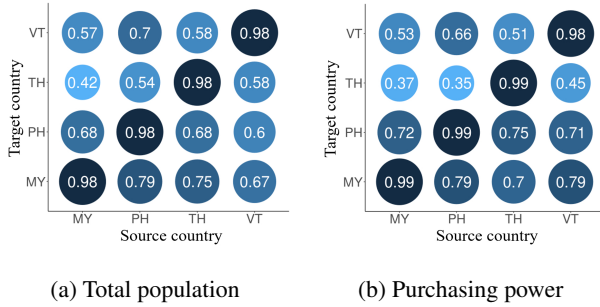 Target country
VT 0.57 0.7 0.58 0.98
TH 0.42 0.54 0.98 0.58
PH 0.68 0.98 0.68 0.6
MY 0.98 0.79 0.75 0.67
MY PH TH VT
Source country
(a) Total population
Target country
VT 0.53 0.66 0.51 0.98
TH 0.37 0.35 0.99 0.45
PH 0.72 0.99 0.75 0.71
MY 0.99 0.79 0.7 0.79
MY PH TH VT
Source country
(b) Purchasing power